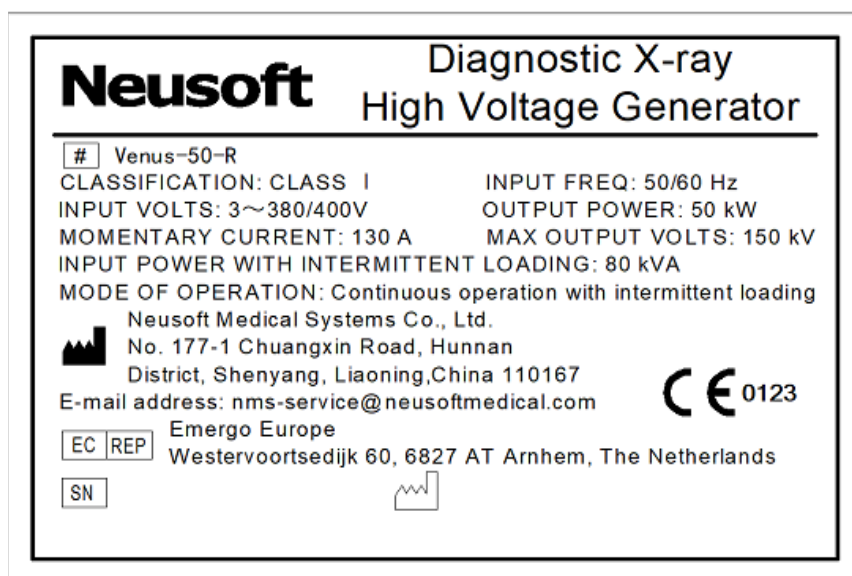 Neusoft
Diagnostic X-ray
High Voltage Generator
# Venus-50-R
CLASSIFICATION: CLASS I INPUT FREQ: 50/60 Hz
INPUT VOLTS: 3～380/400V OUTPUT POWER: 50 kW
MOMENTARY CURRENT: 130 A MAX OUTPUT VOLTS: 150 kV
INPUT POWER WITH INTERMITTENT LOADING: 80 kVA
MODE OF OPERATION: Continuous operation with intermittent loading
Neusoft Medical Systems Co., Ltd.
No. 177-1 Chuangxin Road, Hunnan
District, Shenyang, Liaoning,China 110167
CE 0123
E-mail address: nms-service@neusoftmedical.com
EC REP Emergo Europe
Westervoortsedijk 60, 6827 AT Arnhem, The Netherlands
SN